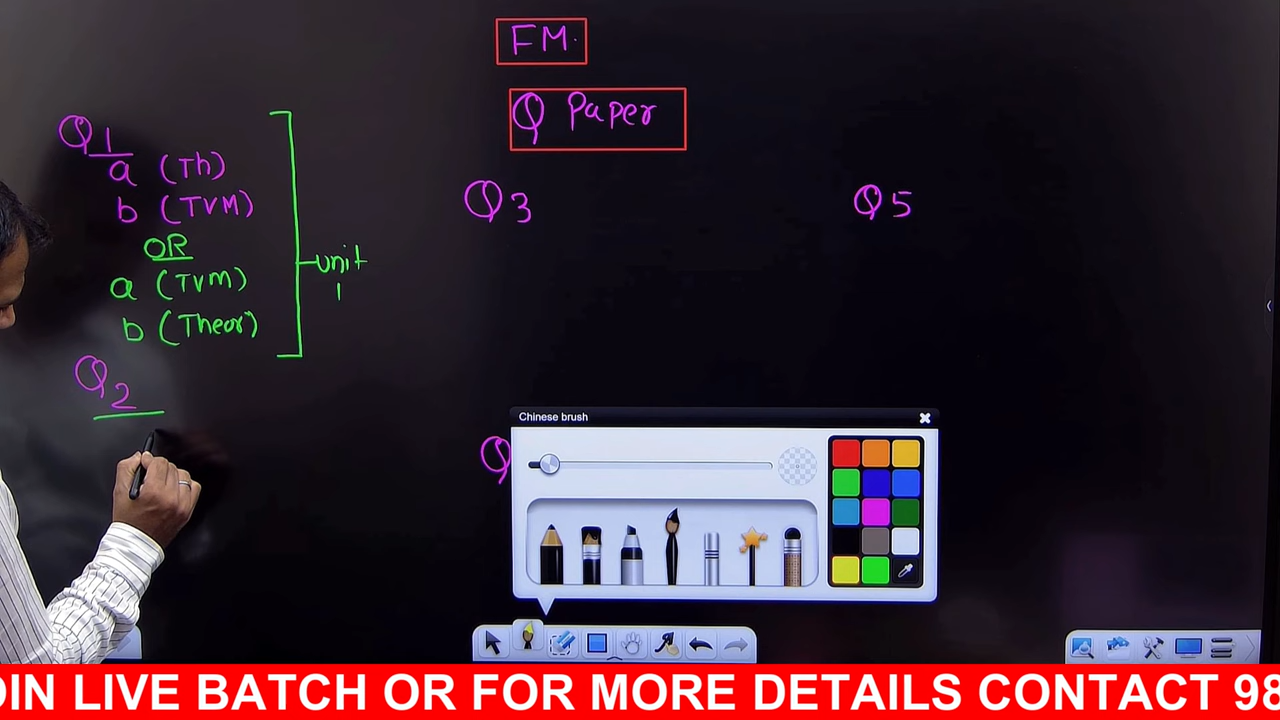 FM.
Q Paper
Q1
a (Th)
b (TVM)
OR
a (TVM)
b (Theor)
unit
1
Q2
Q3
Q5
Q
Chinese brush
OIN LIVE BATCH OR FOR MORE DETAILS CONTACT 98